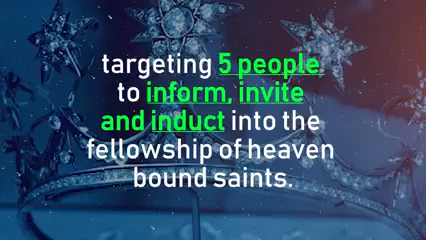 targeting 5 people
to inform, invite
and induct into the
fellowship of heaven
bound saints.